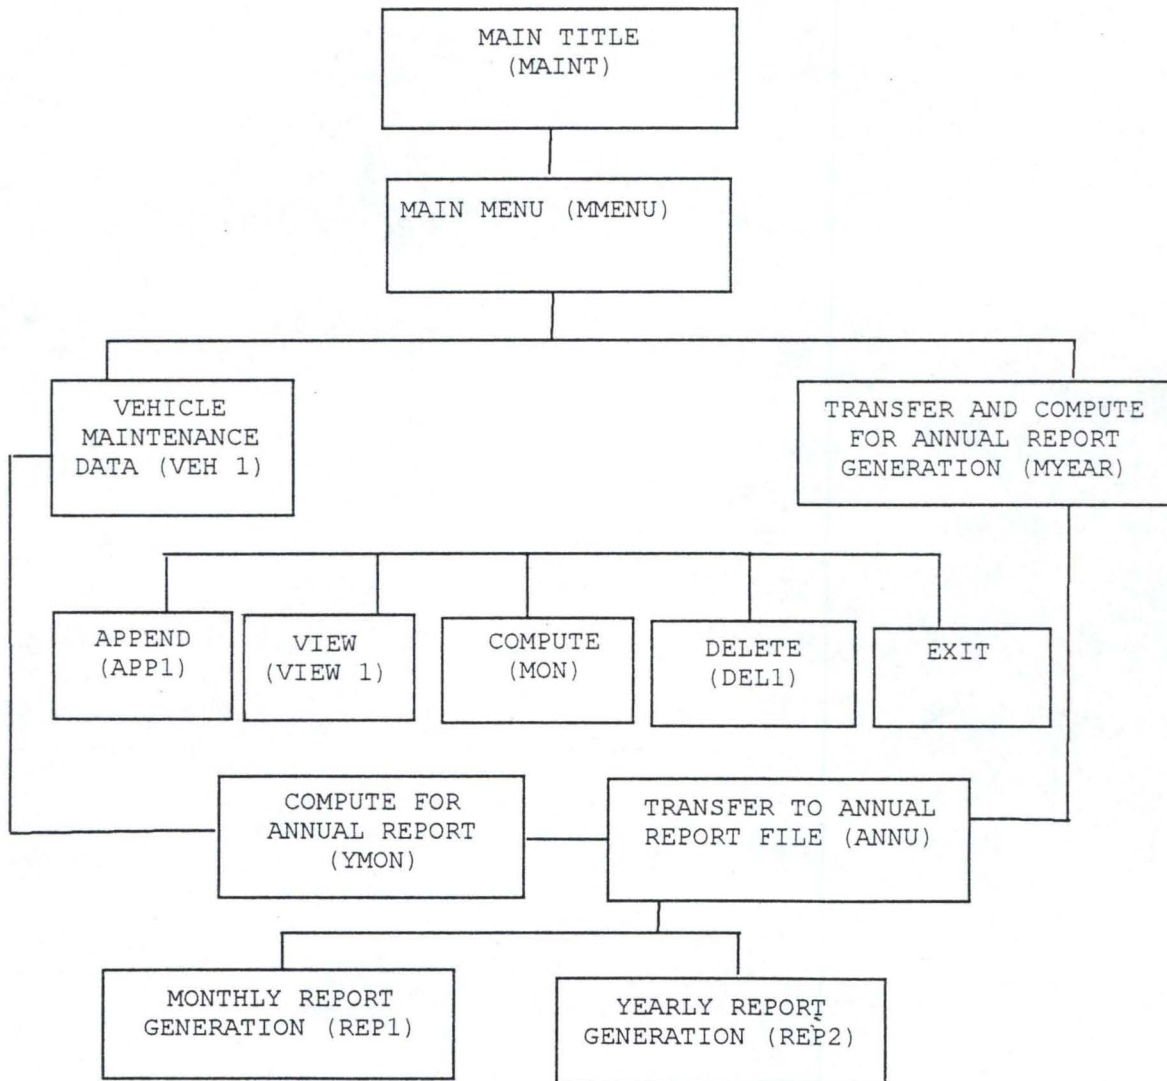 MAIN TITLE
(MAINT)
MAIN MENU (MMENU)
VEHICLE
MAINTENANCE
DATA (VEH 1)
TRANSFER AND COMPUTE
FOR ANNUAL REPORT
GENERATION (MYEAR)
APPEND
(APP1)
VIEW
(VIEW 1)
COMPUTE
(MON)
DELETE
(DEL1)
EXIT
COMPUTE FOR
ANNUAL REPORT
(YMON)
TRANSFER TO ANNUAL
REPORT FILE (ANNU)
MONTHLY REPORT
GENERATION (REP1)
YEARLY REPORT
GENERATION (REP2)